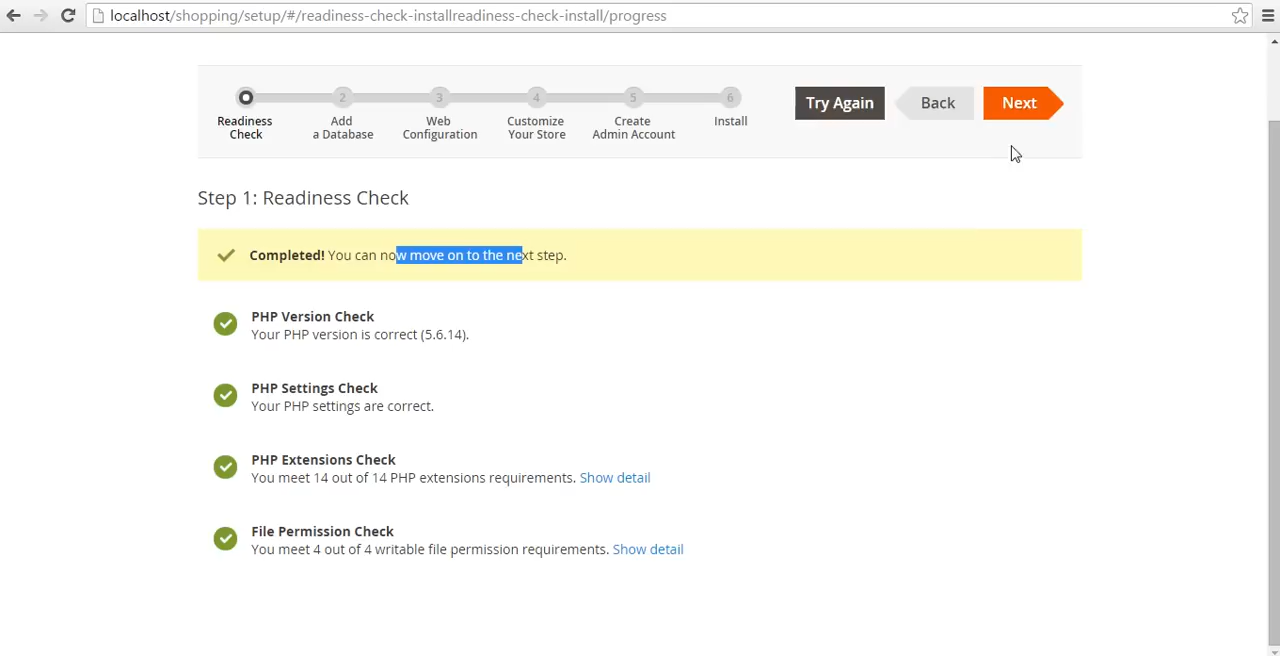 localhost/shopping/setup/#/readiness-check-installreadiness-check-install/progress
Readiness
Check
2
Add
a Database
3
Web
Configuration
4
Customize
Your Store
5
Create
Admin Account
6
Install
Try Again
Back
Next
Step 1: Readiness Check
Completed! You can now move on to the next step.
PHP Version Check
Your PHP version is correct (5.6.14).
PHP Settings Check
Your PHP settings are correct.
PHP Extensions Check
You meet 14 out of 14 PHP extensions requirements. Show detail
File Permission Check
You meet 4 out of 4 writable file permission requirements. Show detail